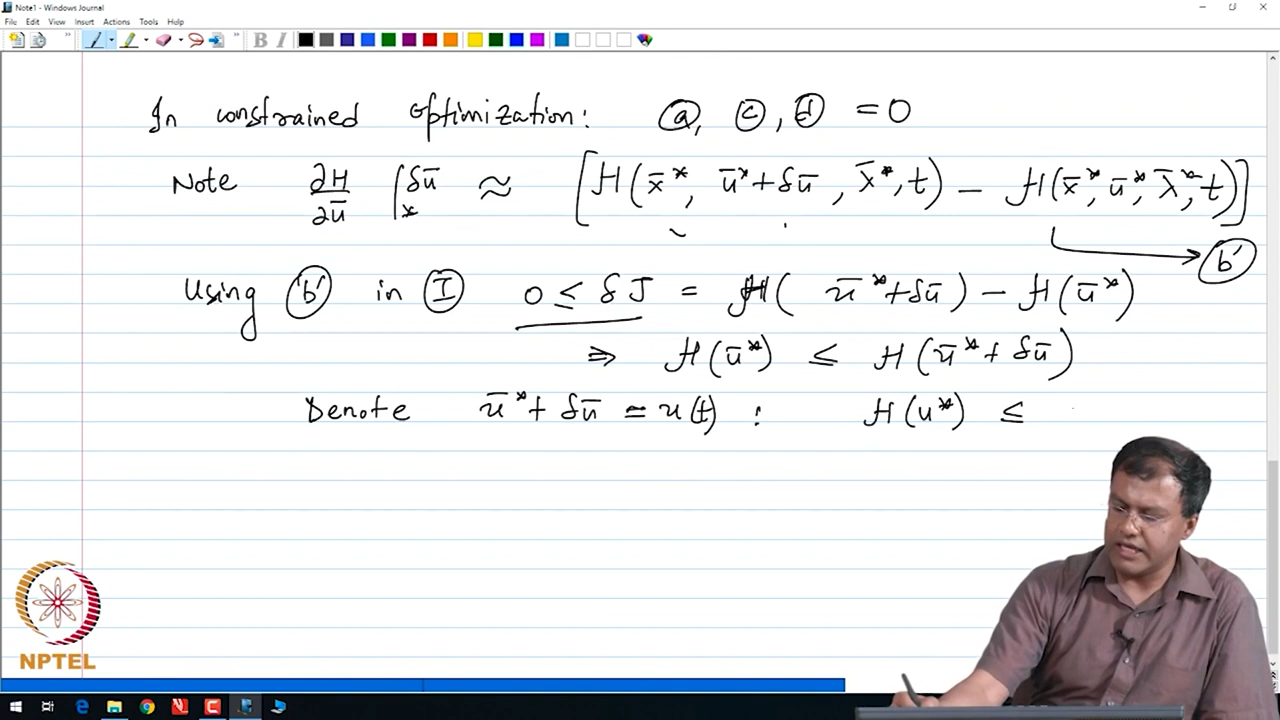 Note1 - Windows Journal
File Edit View Insert Actions Tools Help
B I
In constrained optimization: ⓐ, ⓒ, ⓓ = 0
Note ∂H/∂ū |* δū ≈ [H(x̄*, ū*+δū, λ̄*, t) − H(x̄*, ū*, λ̄*, t)]
b'
Using 'b' in I 0 ≤ δJ = H( ū*+δū) − H(ū*)
⇒ H(ū*) ≤ H(ū*+ δū)
Denote ū*+ δū ≃ u(t) : H(u*) ≤
NPTEL